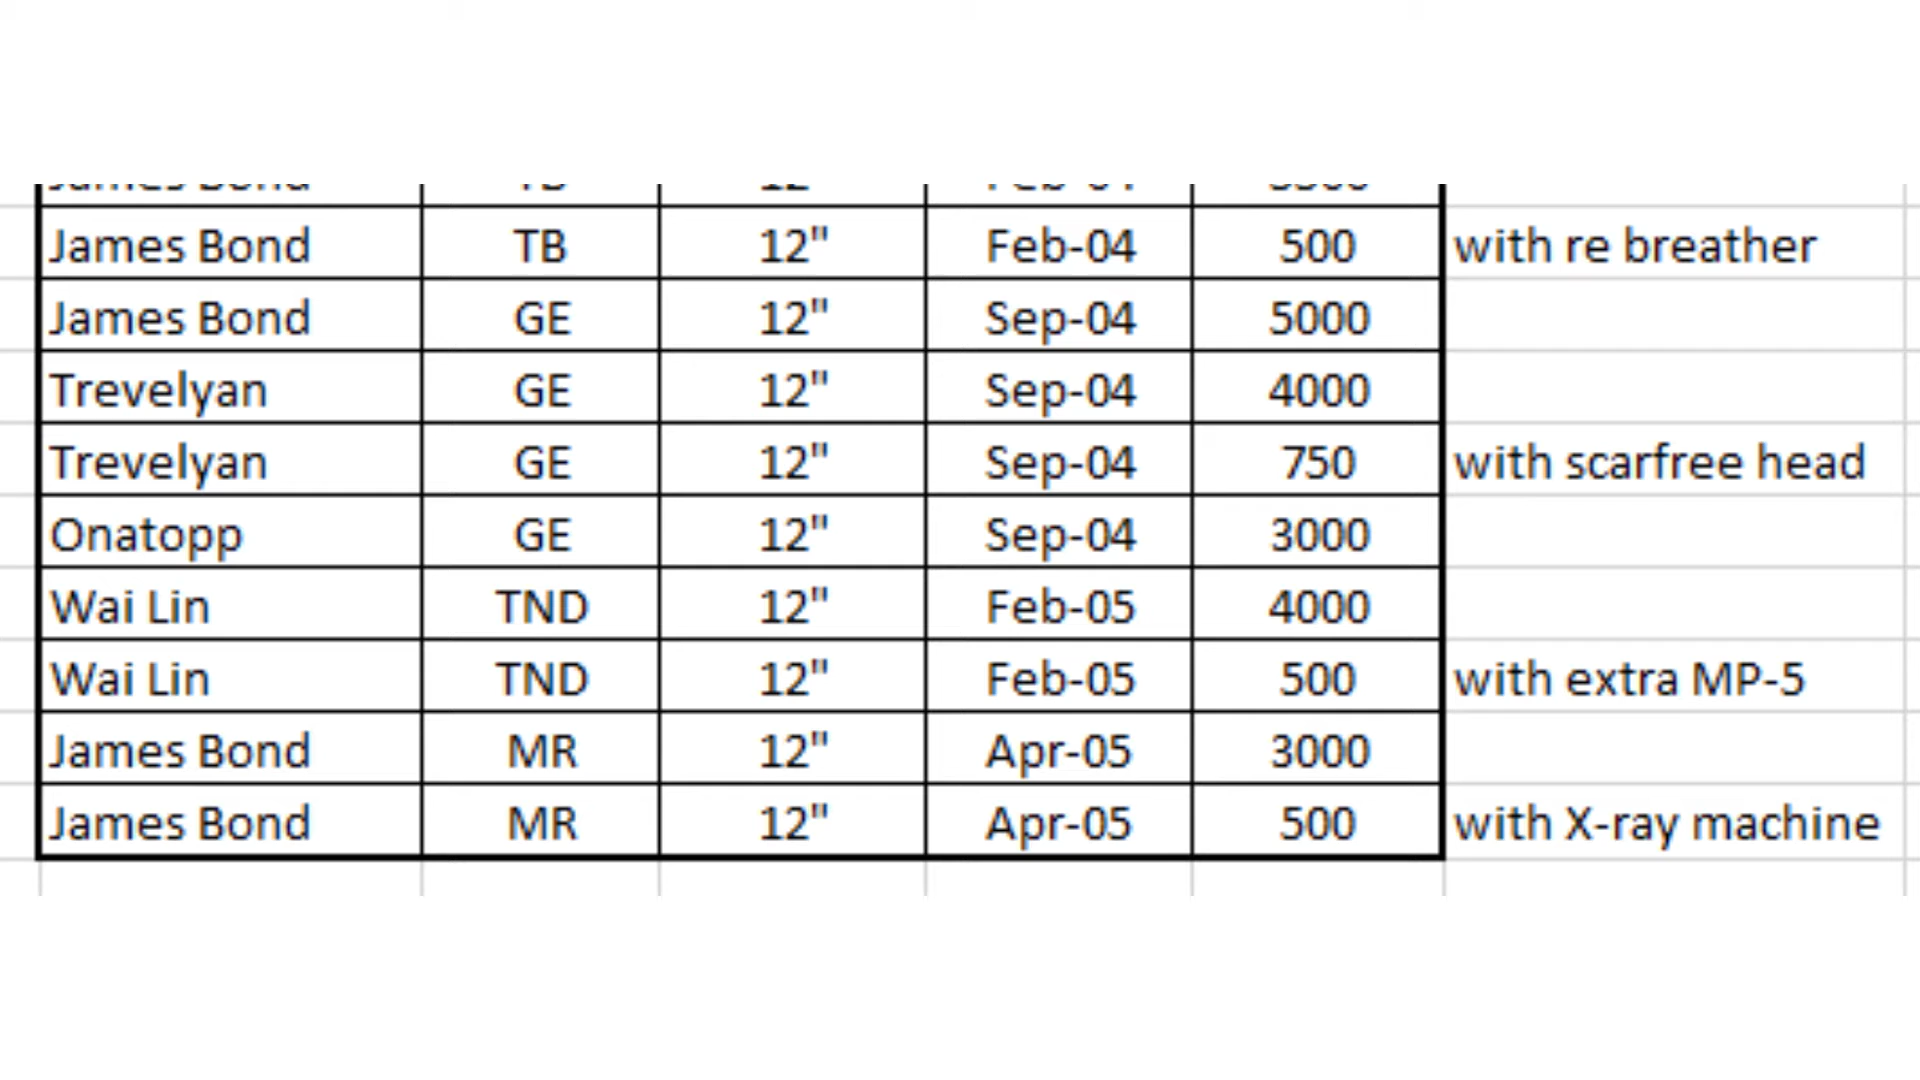 James Bond TB 12" Feb-04 500 with re breather
James Bond GE 12" Sep-04 5000
Trevelyan GE 12" Sep-04 4000
Trevelyan GE 12" Sep-04 750 with scarfree head
Onatopp GE 12" Sep-04 3000
Wai Lin TND 12" Feb-05 4000
Wai Lin TND 12" Feb-05 500 with extra MP-5
James Bond MR 12" Apr-05 3000
James Bond MR 12" Apr-05 500 with X-ray machine